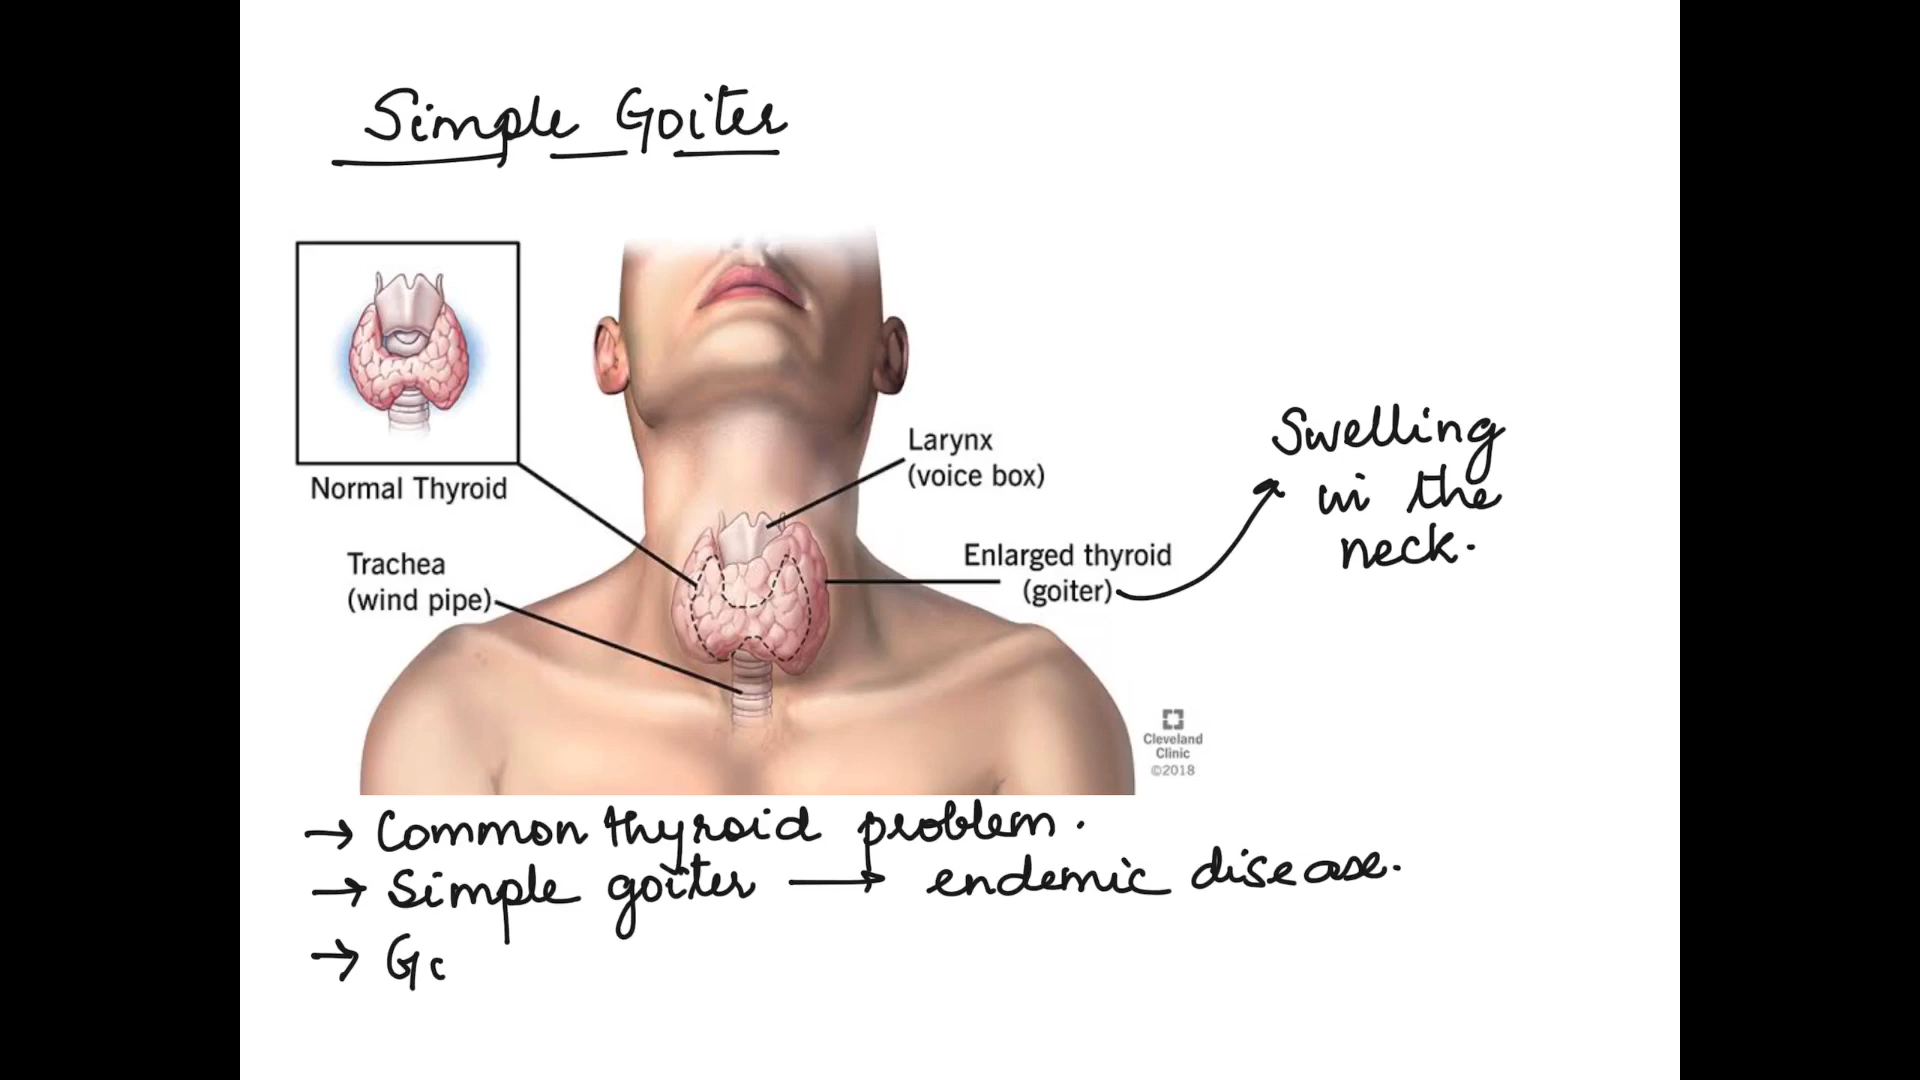 Simple Goiter
Normal Thyroid
Larynx
(voice box)
Trachea
(wind pipe)
Enlarged thyroid
(goiter)
Swelling
in the
neck.
Cleveland
Clinic
©2018
→ Common thyroid problem.
→ Simple goiter → endemic disease.
→ Go